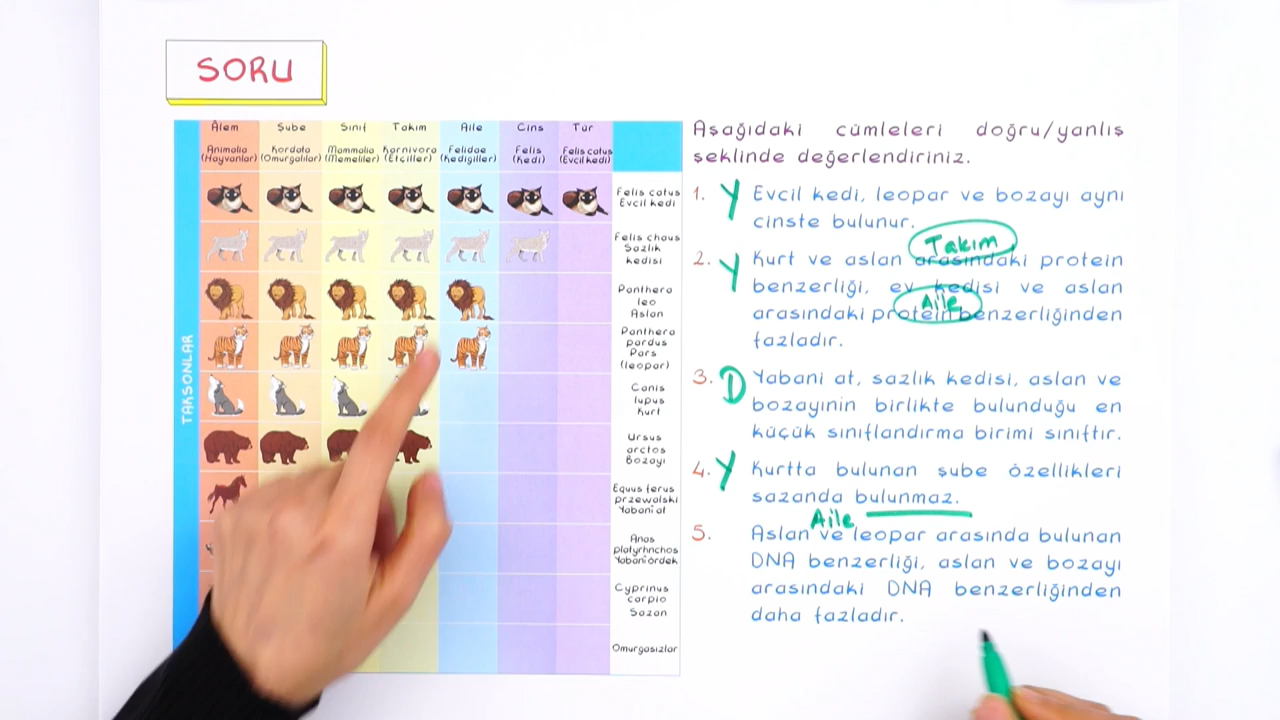 SORU
Âlem Şube Sınıf Takım Aile Cins Tür
Animalia Kordata Mammalia Karnivora Felidae Felis Felis catus
(Hayvanlar) (Omurgalılar) (Memeliler) (Etçiller) (Kedigiller) (Kedi) (Evcil kedi)
TAKSONLAR
Felis catus
Evcil kedi
Felis chaus
Sazlık
kedisi
Panthera
leo
Aslan
Panthera
pardus
Pars
(leopar)
Canis
lupus
Kurt
Ursus
arctos
Bozayı
Equus ferus
przewalski
Yabani at
Anas
platyrhnchos
Yabani ördek
Cyprinus
carpio
Sazan
Omurgasızlar
Aşağıdaki cümleleri doğru/yanlış
şeklinde değerlendiriniz.
1. Y Evcil kedi, leopar ve bozayı aynı
cinste bulunur.
Takım
2. Y Kurt ve aslan arasındaki protein
benzerliği, ev kedisi ve aslan
Aile
arasındaki protein benzerliğinden
fazladır.
3. D Yabani at, sazlık kedisi, aslan ve
bozayının birlikte bulunduğu en
küçük sınıflandırma birimi sınıftır.
4. Y Kurtta bulunan şube özellikleri
sazanda bulunmaz.
Aile
5. Aslan ve leopar arasında bulunan
DNA benzerliği, aslan ve bozayı
arasındaki DNA benzerliğinden
daha fazladır.